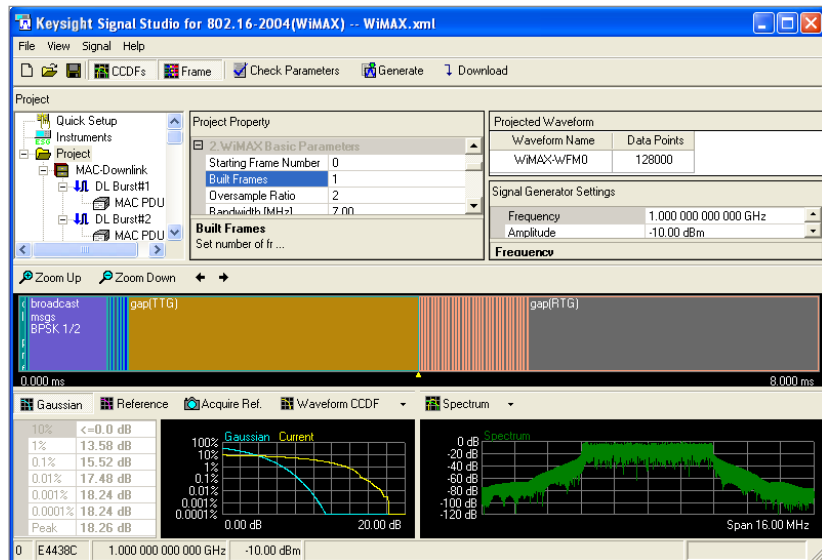 Keysight Signal Studio for 802.16-2004(WiMAX) -- WiMAX.xml
File View Signal Help
CCDFs Frame Check Parameters Generate Download
Project
Quick Setup
Instruments
Project
MAC-Downlink
DL Burst#1
MAC PDU
DL Burst#2
MAC PDU
Project Property
2.WiMAX Basic Parameters
Starting Frame Number 0
Built Frames 1
Oversample Ratio 2
Bandwidth [MHz] 7.00
Built Frames
Set number of fr ...
Projected Waveform
Waveform Name Data Points
WiMAX-WFM0 128000
Signal Generator Settings
Frequency 1.000 000 000 000 GHz
Amplitude -10.00 dBm
Frequency
Zoom Up Zoom Down
broadcast
msgs
BPSK 1/2
gap(TTG)
gap(RTG)
0.000 ms 8.000 ms
Gaussian Reference Acquire Ref. Waveform CCDF Spectrum
10% <=0.0 dB
1% 13.58 dB
0.1% 15.52 dB
0.01% 17.48 dB
0.001% 18.24 dB
0.0001% 18.24 dB
Peak 18.26 dB
Gaussian Current
100%
10%
1%
0.1%
0.01%
0.001%
0.0001%
0.00 dB 20.00 dB
Spectrum
0 dB
-20 dB
-40 dB
-60 dB
-80 dB
-100 dB
-120 dB
Span 16.00 MHz
0 E4438C 1.000 000 000 000 GHz -10.00 dBm